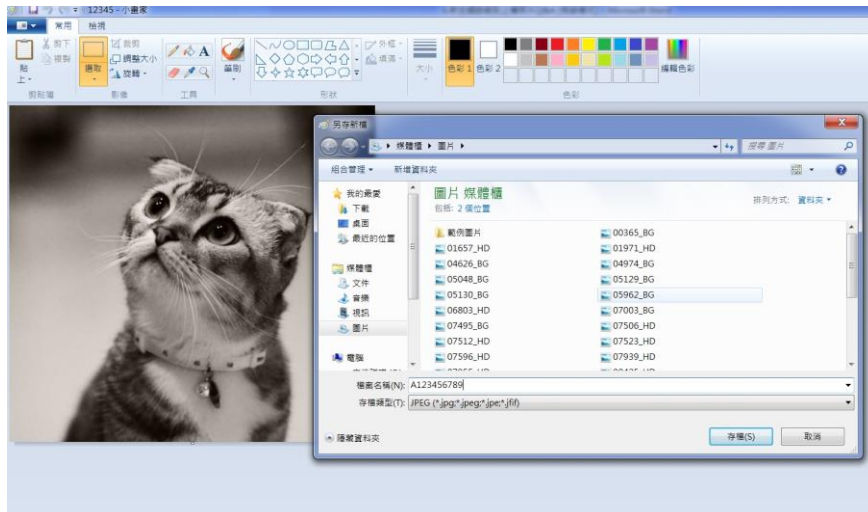 12345 - 小畫家
常用 檢視
貼上
剪下
複製
剪貼簿
選取
裁剪
調整大小
旋轉
影像
工具
筆刷
外框
填滿
形狀
大小
色彩 1
色彩 2
編輯色彩
色彩
另存新檔
媒體櫃 圖片
搜尋 圖片
組合管理 新增資料夾
我的最愛
下載
桌面
最近的位置
媒體櫃
文件
音樂
視訊
圖片
電腦
圖片 媒體櫃
包括: 2 個位置
排列方式: 資料夾
範例圖片 00365_BG
01657_HD 01971_HD
04626_BG 04974_BG
05048_BG 05129_BG
05130_BG 05962_BG
06803_HD 07003_BG
07495_BG 07506_HD
07512_HD 07523_HD
07596_HD 07939_HD
檔案名稱(N): A123456789
存檔類型(T): JPEG (*.jpg;*.jpeg;*.jpe;*.jfif)
隱藏資料夾
存檔(S) 取消